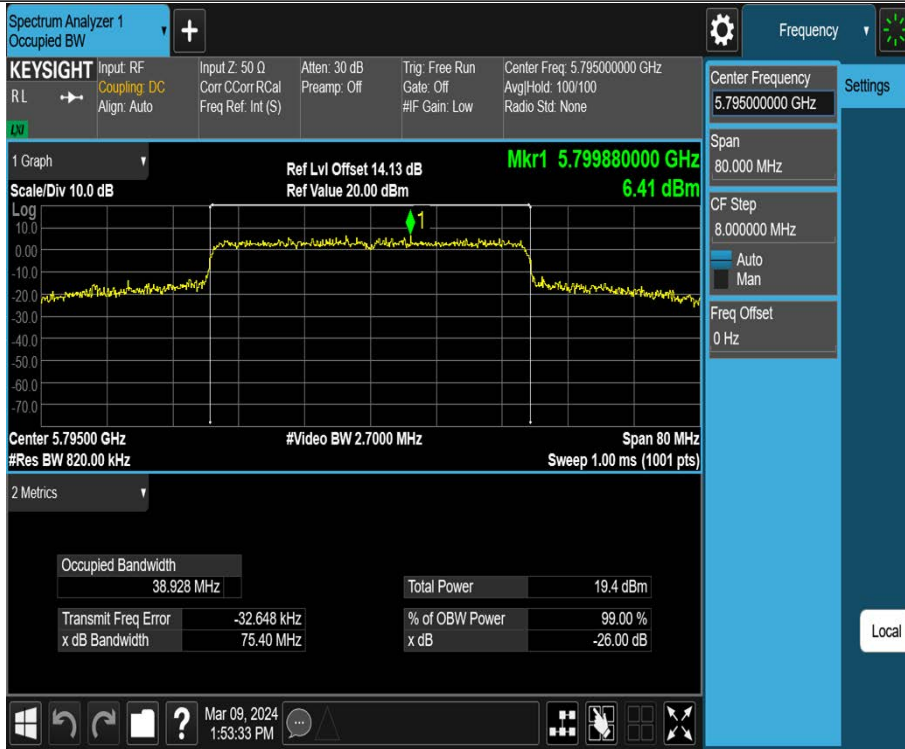 Spectrum Analyzer 1
Occupied BW
+
Frequency
KEYSIGHT
R L
LXI
Input: RF
Coupling: DC
Align: Auto
Input Z: 50 Ω
Corr CCorr RCal
Freq Ref: Int (S)
Atten: 30 dB
Preamp: Off
Trig: Free Run
Gate: Off
#IF Gain: Low
Center Freq: 5.795000000 GHz
Avg|Hold: 100/100
Radio Std: None
Center Frequency
5.795000000 GHz
Settings
Span
80.000 MHz
CF Step
8.000000 MHz
Auto
Man
Freq Offset
0 Hz
Local
1 Graph
Scale/Div 10.0 dB
Ref Lvl Offset 14.13 dB
Ref Value 20.00 dBm
Mkr1 5.799880000 GHz
6.41 dBm
Log
10.0
0.00
-10.0
-20.0
-30.0
-40.0
-50.0
-60.0
-70.0
1
Center 5.79500 GHz
#Res BW 820.00 kHz
#Video BW 2.7000 MHz
Span 80 MHz
Sweep 1.00 ms (1001 pts)
2 Metrics
Occupied Bandwidth
38.928 MHz
Total Power 19.4 dBm
Transmit Freq Error -32.648 kHz
% of OBW Power 99.00 %
x dB Bandwidth 75.40 MHz
x dB -26.00 dB
?
Mar 09, 2024
1:53:33 PM